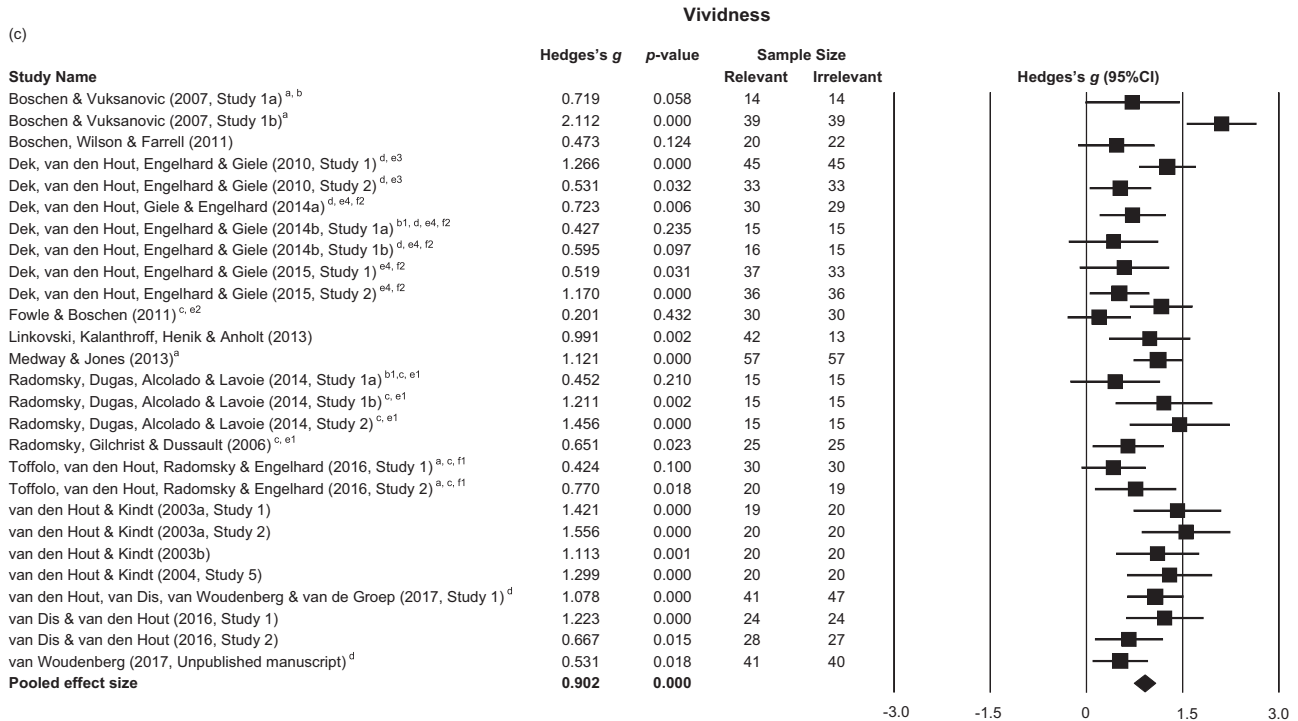 Vividness
(c)
Hedges's g p-value Sample Size
Study Name Relevant Irrelevant Hedges's g (95%CI)
Boschen & Vuksanovic (2007, Study 1a) a, b 0.719 0.058 14 14
Boschen & Vuksanovic (2007, Study 1b) a 2.112 0.000 39 39
Boschen, Wilson & Farrell (2011) 0.473 0.124 20 22
Dek, van den Hout, Engelhard & Giele (2010, Study 1) d, e3 1.266 0.000 45 45
Dek, van den Hout, Engelhard & Giele (2010, Study 2) d, e3 0.531 0.032 33 33
Dek, van den Hout, Giele & Engelhard (2014a) d, e4, f2 0.723 0.006 30 29
Dek, van den Hout, Engelhard & Giele (2014b, Study 1a) b1, d, e4, f2 0.427 0.235 15 15
Dek, van den Hout, Engelhard & Giele (2014b, Study 1b) d, e4, f2 0.595 0.097 16 15
Dek, van den Hout, Engelhard & Giele (2015, Study 1) e4, f2 0.519 0.031 37 33
Dek, van den Hout, Engelhard & Giele (2015, Study 2) e4, f2 1.170 0.000 36 36
Fowle & Boschen (2011) c, e2 0.201 0.432 30 30
Linkovski, Kalanthroff, Henik & Anholt (2013) 0.991 0.002 42 13
Medway & Jones (2013) a 1.121 0.000 57 57
Radomsky, Dugas, Alcolado & Lavoie (2014, Study 1a) b1,c, e1 0.452 0.210 15 15
Radomsky, Dugas, Alcolado & Lavoie (2014, Study 1b) c, e1 1.211 0.002 15 15
Radomsky, Dugas, Alcolado & Lavoie (2014, Study 2) c, e1 1.456 0.000 15 15
Radomsky, Gilchrist & Dussault (2006) c, e1 0.651 0.023 25 25
Toffolo, van den Hout, Radomsky & Engelhard (2016, Study 1) a, c, f1 0.424 0.100 30 30
Toffolo, van den Hout, Radomsky & Engelhard (2016, Study 2) a, c, f1 0.770 0.018 20 19
van den Hout & Kindt (2003a, Study 1) 1.421 0.000 19 20
van den Hout & Kindt (2003a, Study 2) 1.556 0.000 20 20
van den Hout & Kindt (2003b) 1.113 0.001 20 20
van den Hout & Kindt (2004, Study 5) 1.299 0.000 20 20
van den Hout, van Dis, van Woudenberg & van de Groep (2017, Study 1) d 1.078 0.000 41 47
van Dis & van den Hout (2016, Study 1) 1.223 0.000 24 24
van Dis & van den Hout (2016, Study 2) 0.667 0.015 28 27
van Woudenberg (2017, Unpublished manuscript) d 0.531 0.018 41 40
Pooled effect size 0.902 0.000
-3.0 -1.5 0 1.5 3.0